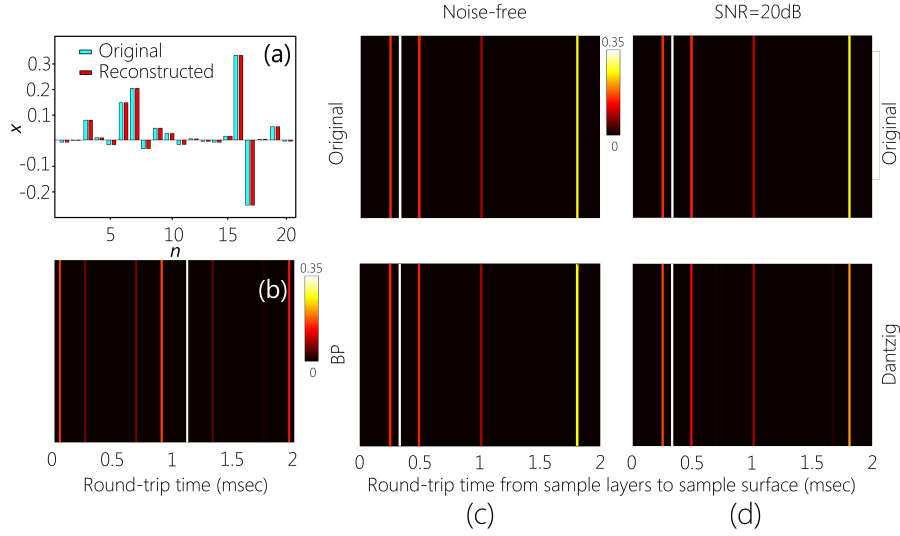 Noise-free SNR=20dB
Original
Reconstructed
(a)
0.3
0.2
0.1
-0.1
-0.2
x
5 10 15 20
n
0.35
0
Original
Original
(b)
0.35
0
BP
Dantzig
0 0.5 1 1.5 2
Round-trip time (msec)
0 0.5 1 1.5 2
0 0.5 1 1.5 2
Round-trip time from sample layers to sample surface (msec)
(c) (d)